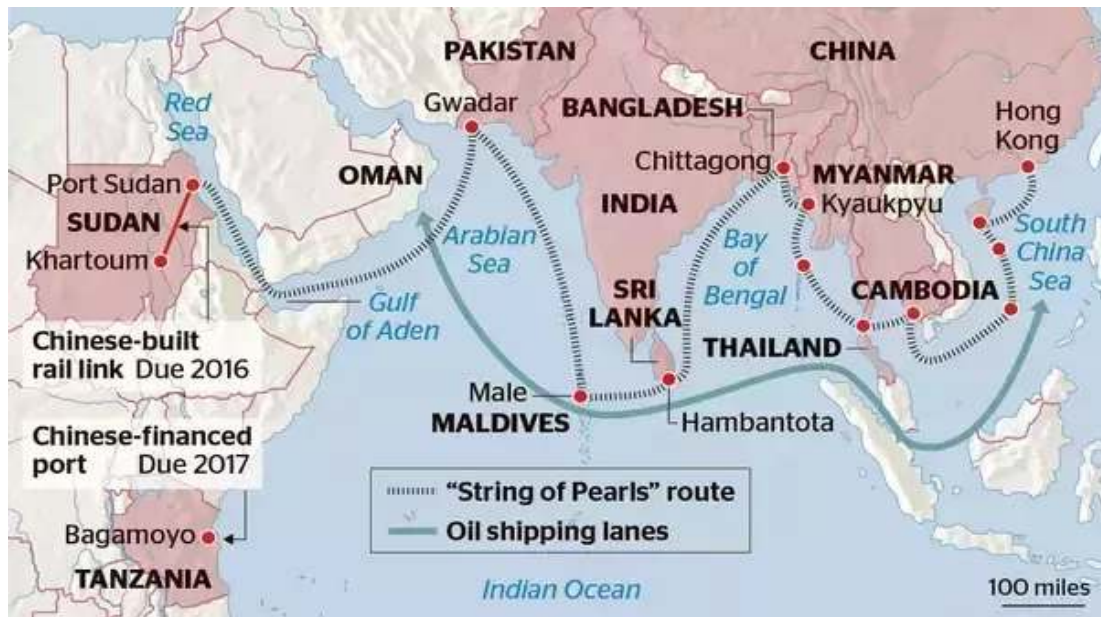 PAKISTAN
CHINA
Gwadar
BANGLADESH
Hong
Kong
Red
Sea
Chittagong
OMAN
MYANMAR
Port Sudan
SUDAN
INDIA
Kyaukpyu
Arabian
Sea
Bay
of
Bengal
South
China
Sea
Khartoum
Gulf
of Aden
SRI
LANKA
CAMBODIA
Chinese-built
rail link Due 2016
THAILAND
Male
MALDIVES
Hambantota
Chinese-financed
port Due 2017
"String of Pearls" route
Oil shipping lanes
Bagamoyo
TANZANIA
Indian Ocean
100 miles